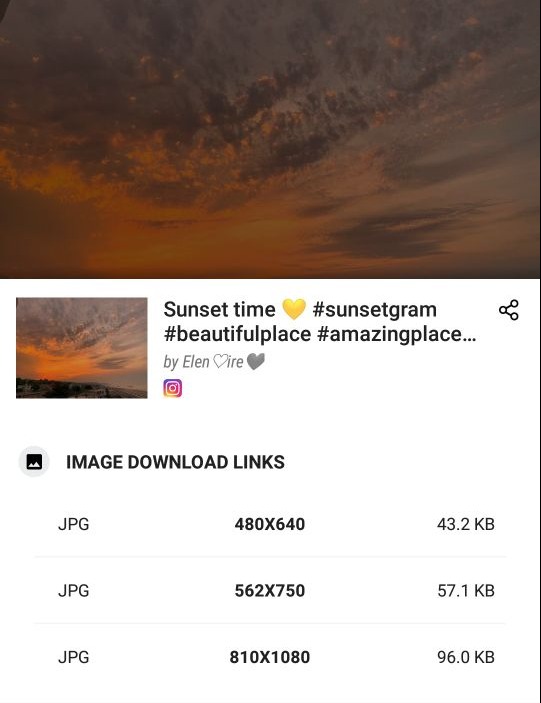 Sunset time 💛 #sunsetgram
#beautifulplace #amazingplace...
by Elen ♡ire🖤
IMAGE DOWNLOAD LINKS
JPG 480X640 43.2 KB
JPG 562X750 57.1 KB
JPG 810X1080 96.0 KB